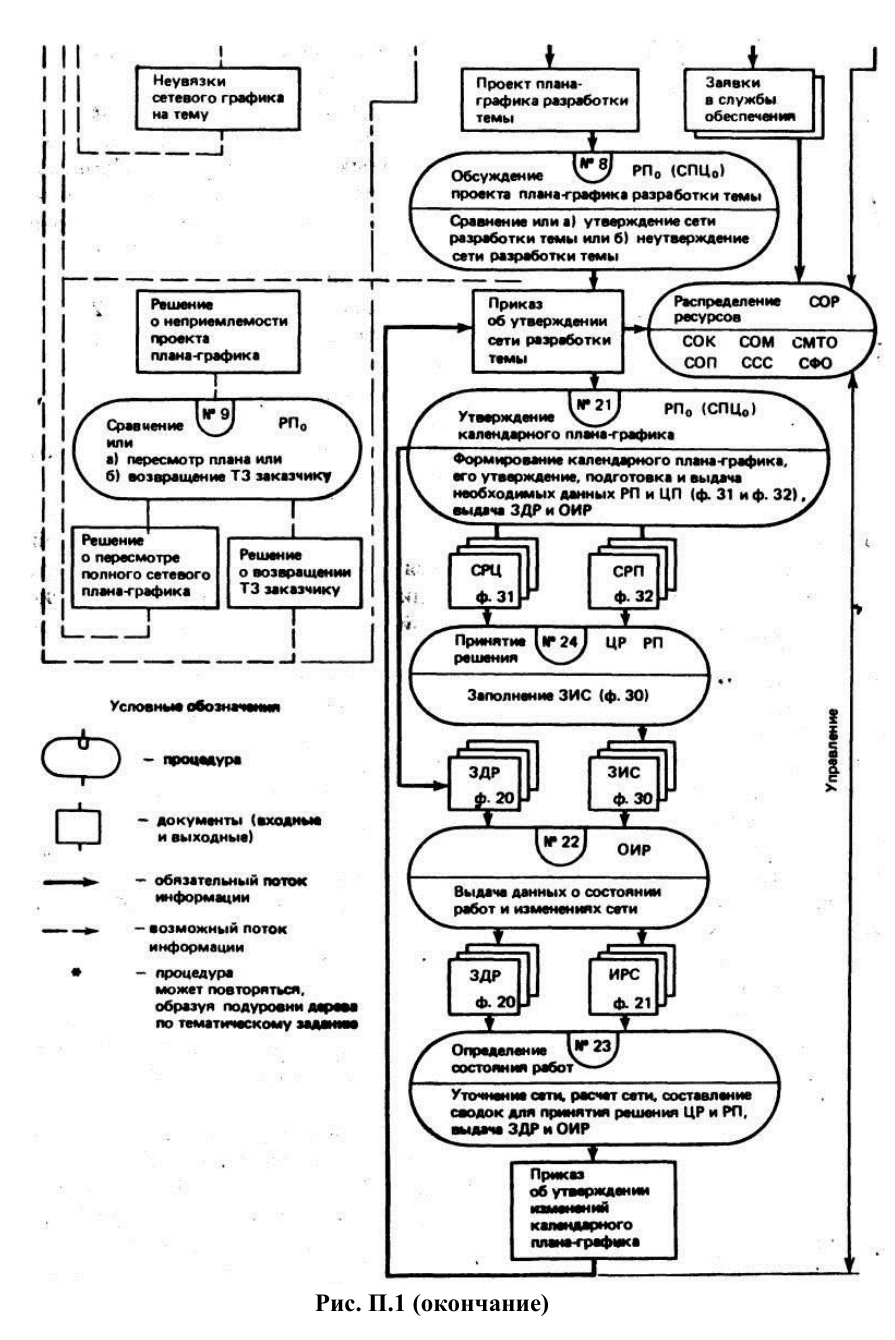 Неувязки
сетевого графика
на тему
Проект плана-
графика разработки
темы
Заявки
в службы
обеспечения
№ 8
Обсуждение РП₀ (СПЦ₀)
проекта плана-графика разработки темы
Сравнение или а) утверждение сети
разработки темы или б) неутверждение
сети разработки темы
Решение
о неприемлемости
проекта
плана-графика
Приказ
об утверждении
сети разработки
темы
Распределение СОР
ресурсов
СОК СОМ СМТО
СОП ССС СФО
№ 9
Сравнение РП₀
или
а) пересмотр плана или
б) возвращение ТЗ заказчику
№ 21
Утверждение РП₀ (СПЦ₀)
календарного плана-графика
Формирование календарного плана-графика,
его утверждение, подготовка и выдача
необходимых данных РП и ЦП (ф. 31 и ф. 32),
выдача ЗДР и ОИР
Решение
о пересмотре
полного сетевого
плана-графика
Решение
о возвращении
ТЗ заказчику
СРЦ
ф. 31
СРП
ф. 32
Принятие № 24 ЦР РП
решения
Заполнение ЗИС (ф. 30)
Условные обозначения
– процедура
– документы (входные
и выходные)
– обязательный поток
информации
– возможный поток
информации
* – процедура
может повторяться,
образуя подуровни дерева
по тематическому заданию
Управление
ЗДР
ф. 20
ЗИС
ф. 30
№ 22
ОИР
Выдача данных о состоянии
работ и изменениях сети
ЗДР
ф. 20
ИРС
ф. 21
Определение № 23
состояния работ
Уточнение сети, расчет сети, составление
сводок для принятия решения ЦР и РП,
выдача ЗДР и ОИР
Приказ
об утверждении
изменений
календарного
плана-графика
Рис. П.1 (окончание)